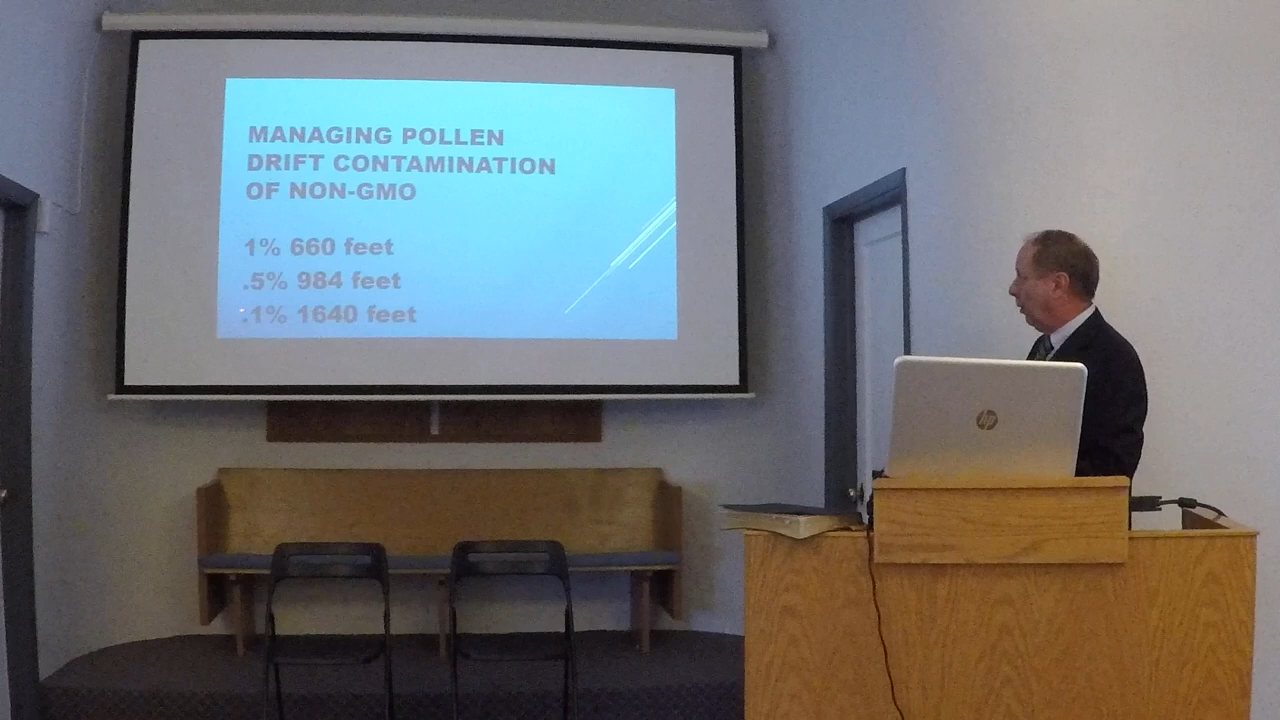 MANAGING POLLEN
DRIFT CONTAMINATION
OF NON-GMO
1% 660 feet
.5% 984 feet
.1% 1640 feet
hp